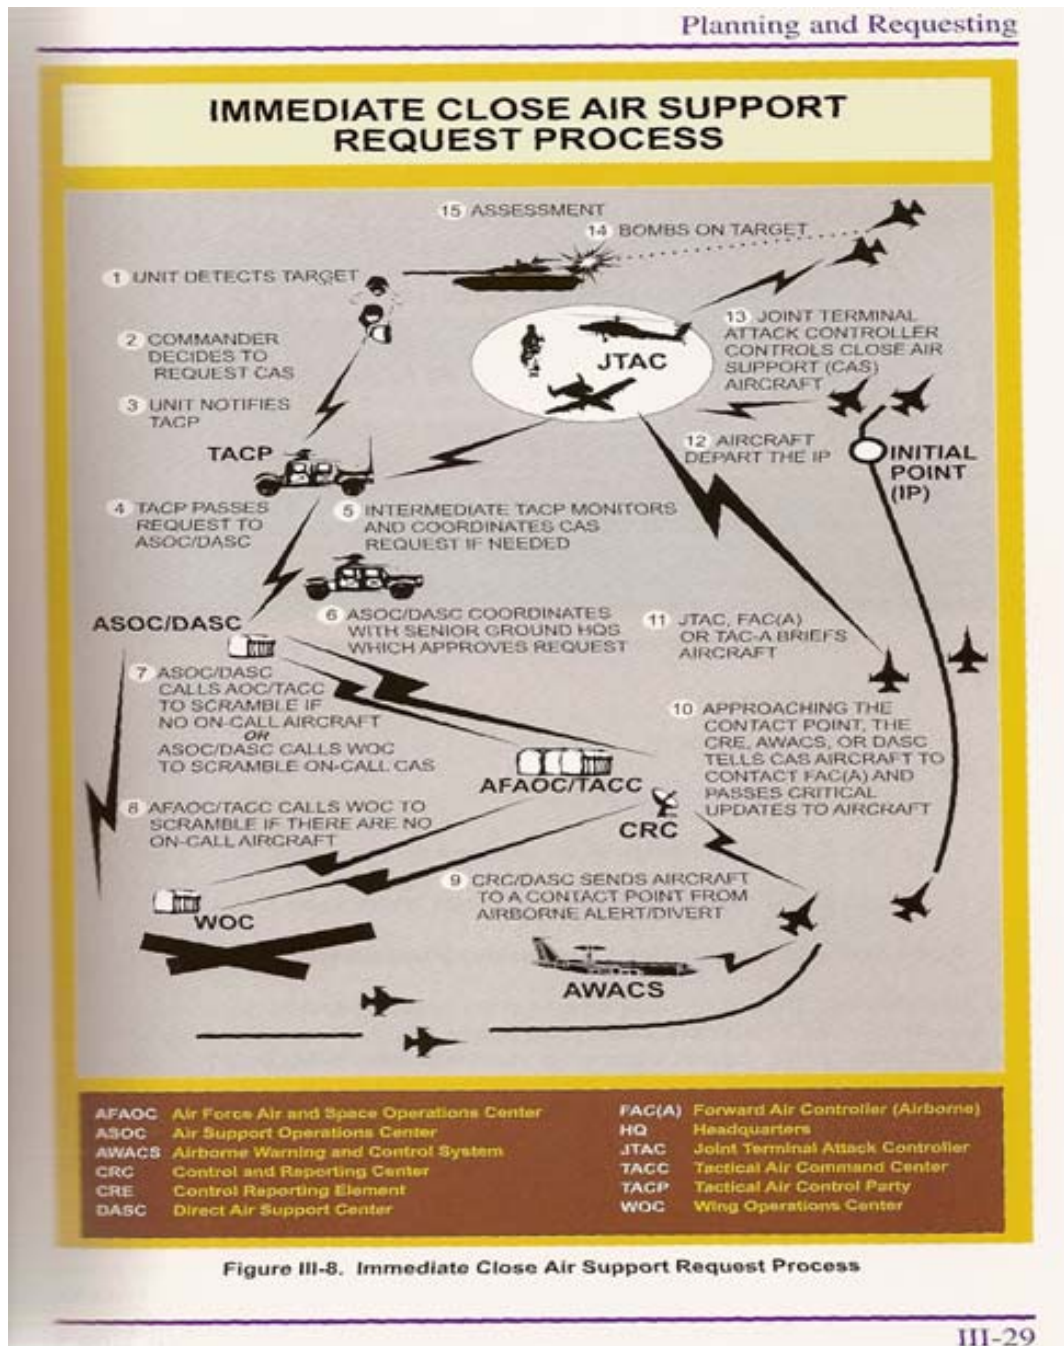 Planning and Requesting
IMMEDIATE CLOSE AIR SUPPORT
REQUEST PROCESS
15 ASSESSMENT
14 BOMBS ON TARGET
1 UNIT DETECTS TARGET
2 COMMANDER
DECIDES TO
REQUEST CAS
3 UNIT NOTIFIES
TACP
JTAC
13 JOINT TERMINAL
ATTACK CONTROLLER
CONTROLS CLOSE AIR
SUPPORT (CAS)
AIRCRAFT
12 AIRCRAFT
DEPART THE IP
INITIAL
POINT
(IP)
TACP
4 TACP PASSES
REQUEST TO
ASOC/DASC
5 INTERMEDIATE TACP MONITORS
AND COORDINATES CAS
REQUEST IF NEEDED
ASOC/DASC
6 ASOC/DASC COORDINATES
WITH SENIOR GROUND HQS
WHICH APPROVES REQUEST
11 JTAC, FAC(A)
OR TAC-A BRIEFS
AIRCRAFT
7 ASOC/DASC
CALLS AOC/TACC
TO SCRAMBLE IF
NO ON-CALL AIRCRAFT
OR
ASOC/DASC CALLS WOC
TO SCRAMBLE ON-CALL CAS
10 APPROACHING THE
CONTACT POINT, THE
CRE, AWACS, OR DASC
TELLS CAS AIRCRAFT TO
CONTACT FAC(A) AND
PASSES CRITICAL
UPDATES TO AIRCRAFT
AFAOC/TACC
CRC
8 AFAOC/TACC CALLS WOC TO
SCRAMBLE IF THERE ARE NO
ON-CALL AIRCRAFT
9 CRC/DASC SENDS AIRCRAFT
TO A CONTACT POINT FROM
AIRBORNE ALERT/DIVERT
WOC
AWACS
AFAOC Air Force Air and Space Operations Center
ASOC Air Support Operations Center
AWACS Airborne Warning and Control System
CRC Control and Reporting Center
CRE Control Reporting Element
DASC Direct Air Support Center
FAC(A) Forward Air Controller (Airborne)
HQ Headquarters
JTAC Joint Terminal Attack Controller
TACC Tactical Air Command Center
TACP Tactical Air Control Party
WOC Wing Operations Center
Figure III-8. Immediate Close Air Support Request Process
III-29